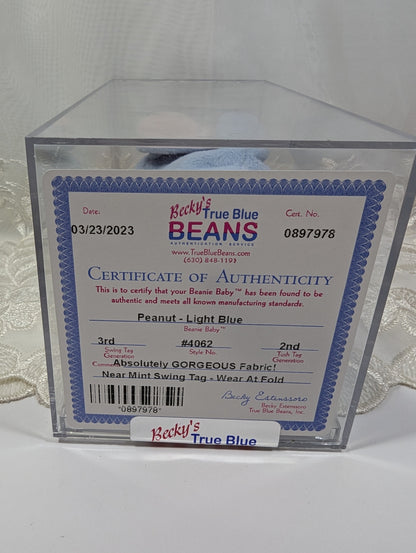 Becky's
True Blue
BEANS
AUTHENTICATION SERVICE
www.TrueBlueBeans.com
(630) 848-1191
Date:
03/23/2023
Cert. No.
0897978
CERTIFICATE OF AUTHENTICITY
This is to certify that your Beanie Baby™ has been found to be
authentic and meets all known manufacturing standards.
Peanut - Light Blue
Beanie Baby™
3rd #4062 2nd
Swing Tag Generation
Style No.
Tush Tag Generation
Absolutely GORGEOUS Fabric!
Near Mint Swing Tag - Wear At Fold
*0897978*
Becky Estenssoro
Becky Estenssoro
True Blue Beans, Inc.
Becky's True Blue